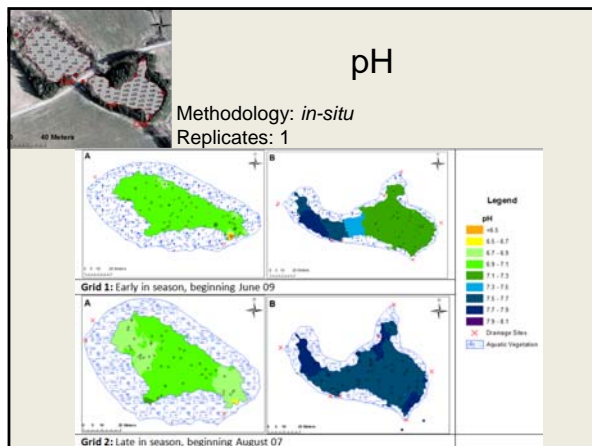 pH
40 Meters
Methodology: in-situ
Replicates: 1
A
B
Legend
pH
<6.5
6.5 - 6.7
6.7 - 6.9
6.9 - 7.1
7.1 - 7.3
7.3 - 7.5
7.5 - 7.7
7.7 - 7.9
7.9 - 8.1
Drainage Sites
Aquatic Vegetation
Grid 1: Early in season, beginning June 09
A
B
Grid 2: Late in season, beginning August 07